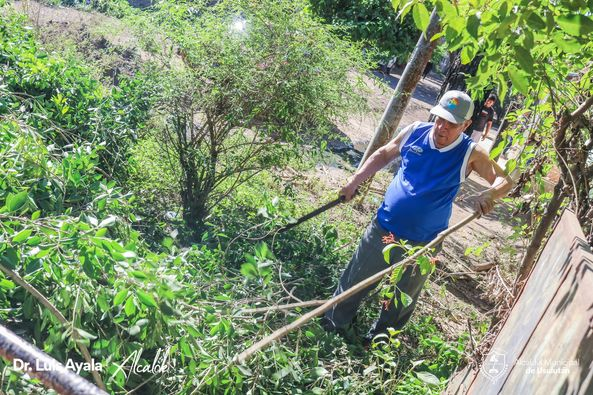 Dr. Luis Ayala Alcalde
Alcaldía Municipal
de Usulután